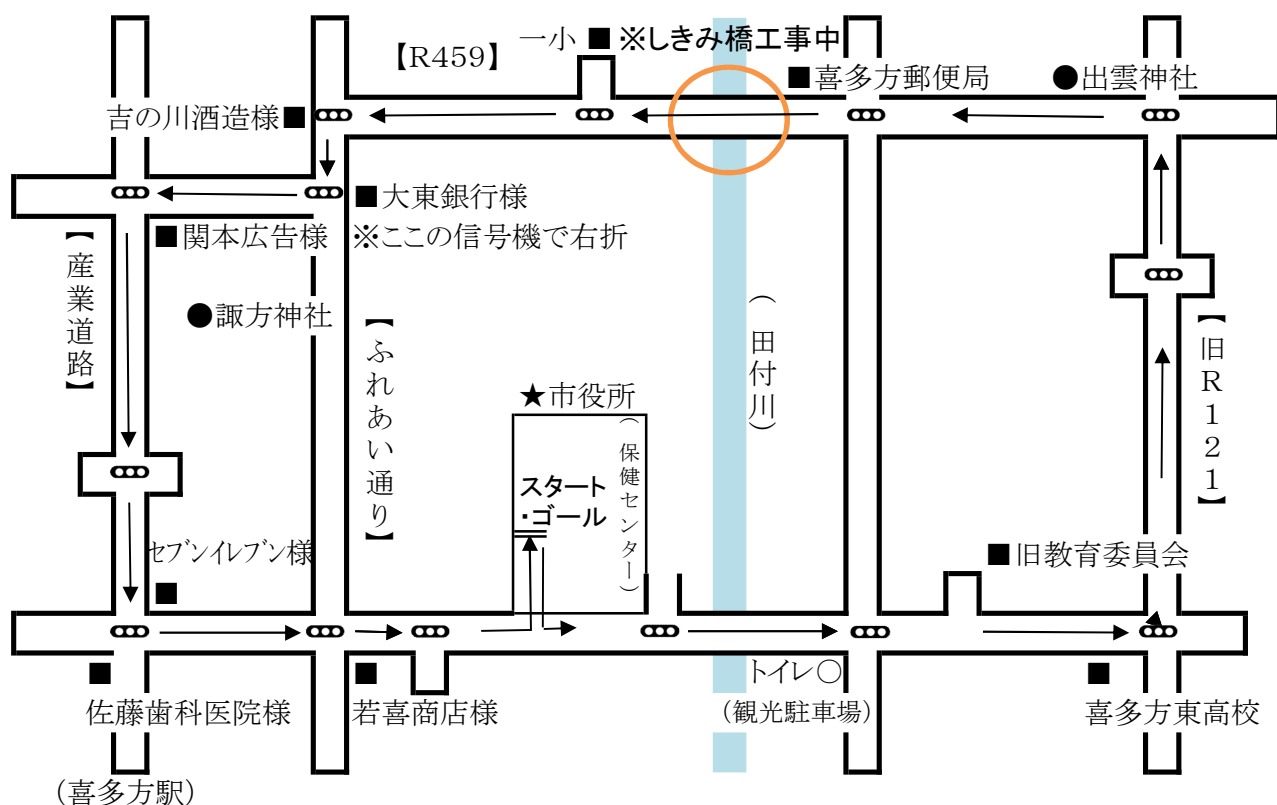 一小 ■ ※しきみ橋工事中
【R459】
■喜多方郵便局
●出雲神社
吉の川酒造様■
■大東銀行様
■関本広告様
※ここの信号機で右折
【産業道路】
●諏方神社
【ふれあい通り】
(田付川)
【旧R121】
★市役所
(保健センター)
スタート
・ゴール
セブンイレブン様
■
■旧教育委員会
■
佐藤歯科医院様
■
若喜商店様
トイレ○
(観光駐車場)
■
喜多方東高校
(喜多方駅)